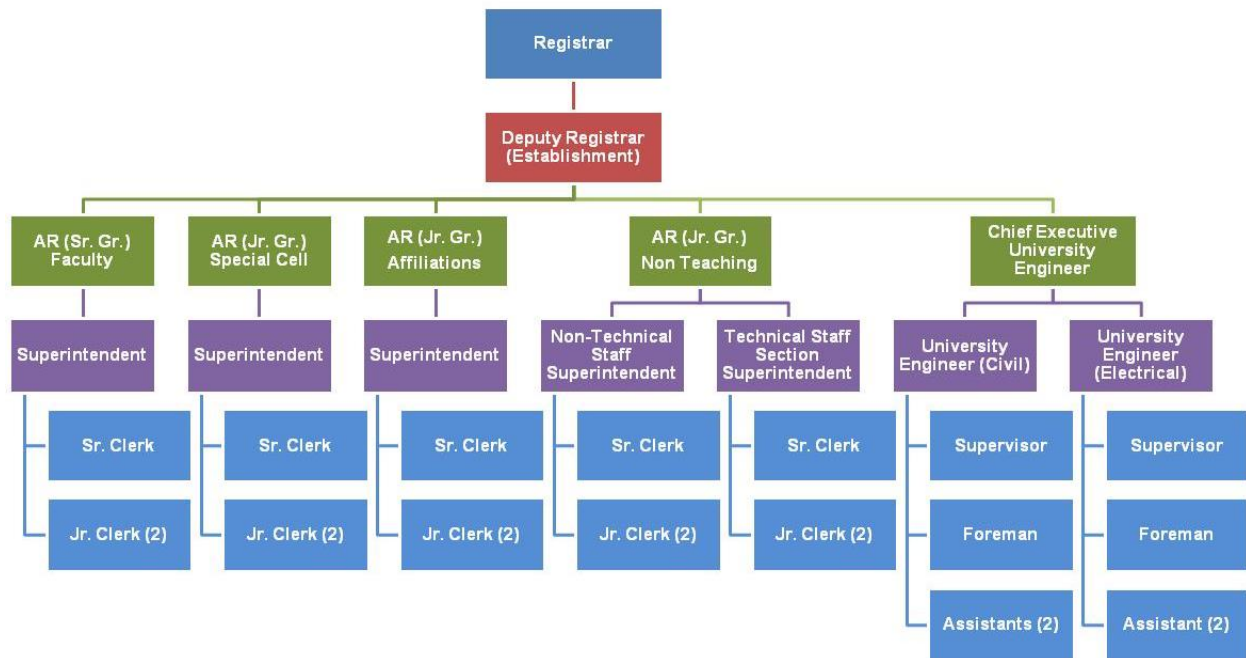 Registrar
Deputy Registrar
(Establishment)
AR (Sr. Gr.)
Faculty
AR (Jr. Gr.)
Special Cell
AR (Jr. Gr.)
Affiliations
AR (Jr. Gr.)
Non Teaching
Chief Executive
University
Engineer
Superintendent
Superintendent
Superintendent
Non-Technical
Staff
Superintendent
Technical Staff
Section
Superintendent
University
Engineer (Civil)
University
Engineer
(Electrical)
Sr. Clerk
Sr. Clerk
Sr. Clerk
Sr. Clerk
Sr. Clerk
Supervisor
Supervisor
Jr. Clerk (2)
Jr. Clerk (2)
Jr. Clerk (2)
Jr. Clerk (2)
Jr. Clerk (2)
Foreman
Foreman
Assistants (2)
Assistant (2)